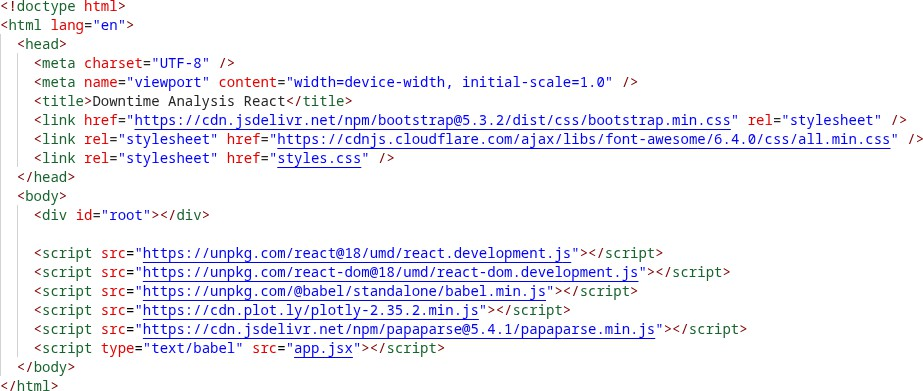 <!doctype html>
<html lang="en">
<head>
<meta charset="UTF-8" />
<meta name="viewport" content="width=device-width, initial-scale=1.0" />
<title>Downtime Analysis React</title>
<link href="https://cdn.jsdelivr.net/npm/bootstrap@5.3.2/dist/css/bootstrap.min.css" rel="stylesheet" />
<link rel="stylesheet" href="https://cdnjs.cloudflare.com/ajax/libs/font-awesome/6.4.0/css/all.min.css" />
<link rel="stylesheet" href="styles.css" />
</head>
<body>
<div id="root"></div>
<script src="https://unpkg.com/react@18/umd/react.development.js"></script>
<script src="https://unpkg.com/react-dom@18/umd/react-dom.development.js"></script>
<script src="https://unpkg.com/@babel/standalone/babel.min.js"></script>
<script src="https://cdn.plot.ly/plotly-2.35.2.min.js"></script>
<script src="https://cdn.jsdelivr.net/npm/papaparse@5.4.1/papaparse.min.js"></script>
<script type="text/babel" src="app.jsx"></script>
</body>
</html>